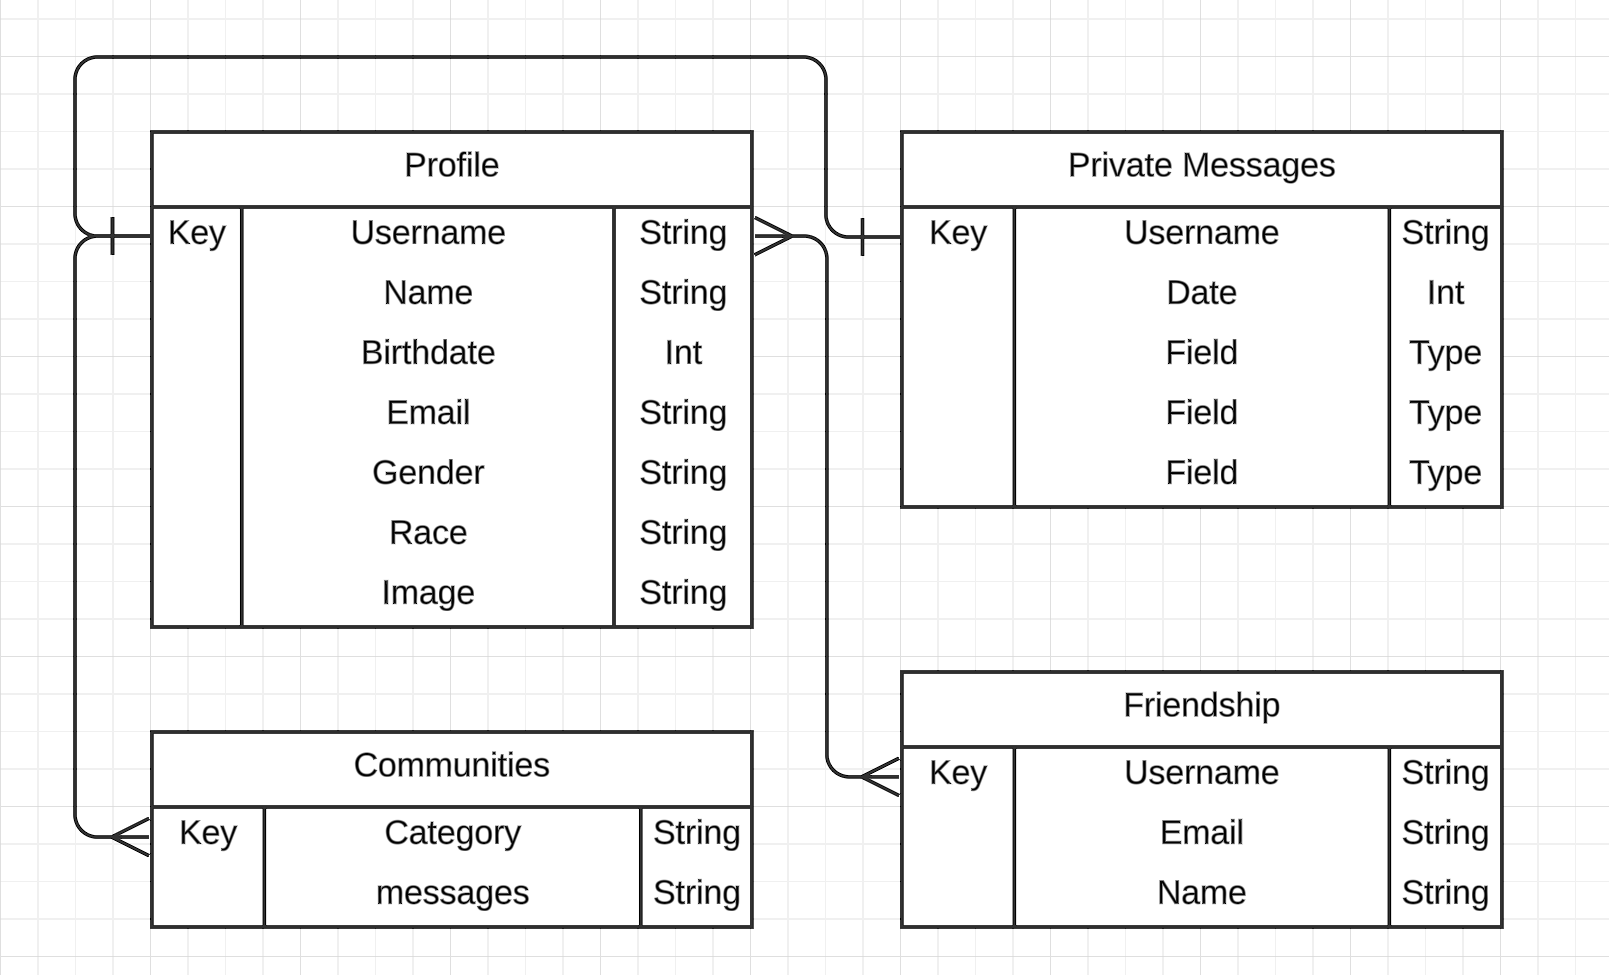 Profile
Key Username String
Name String
Birthdate Int
Email String
Gender String
Race String
Image String
Private Messages
Key Username String
Date Int
Field Type
Field Type
Field Type
Communities
Key Category String
messages String
Friendship
Key Username String
Email String
Name String